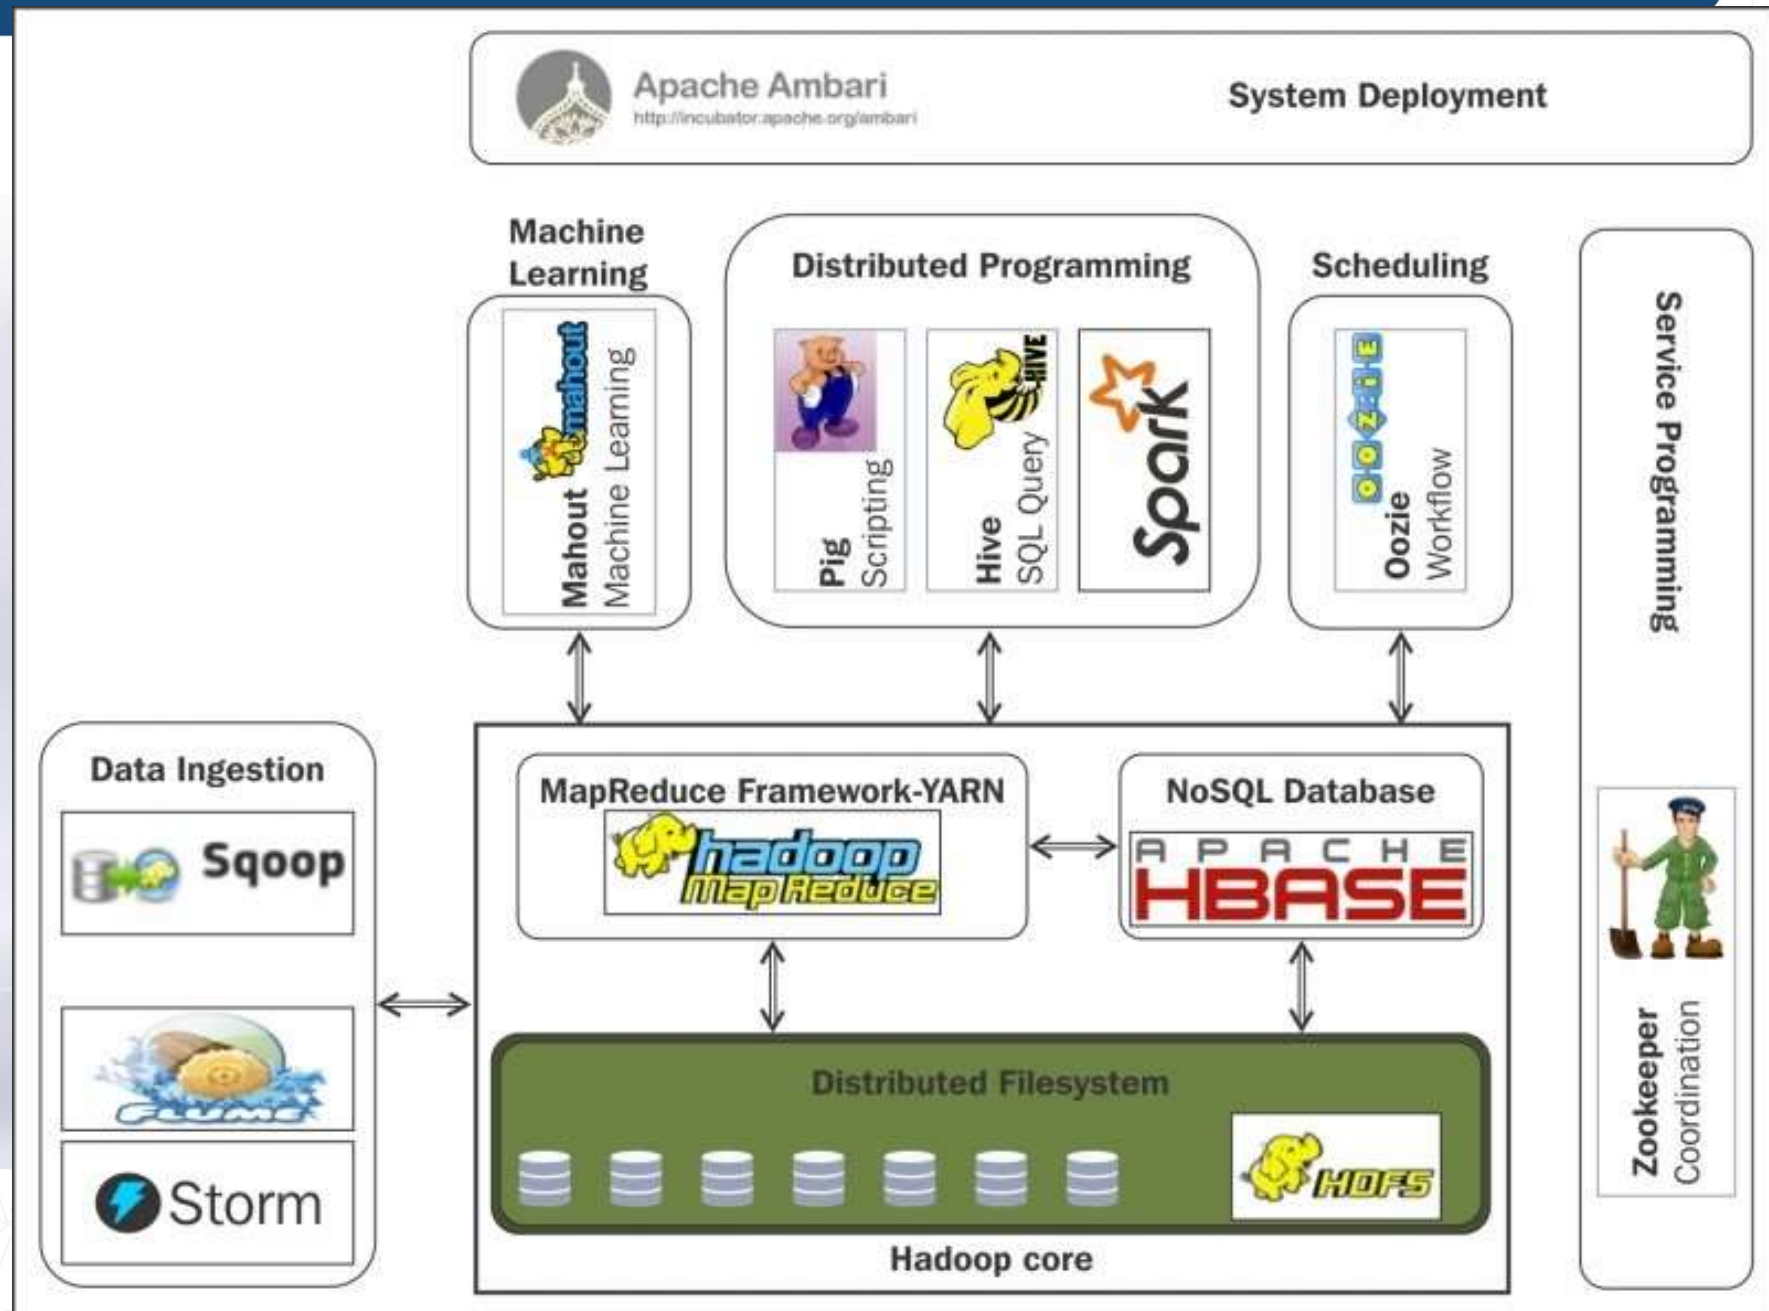 Apache Ambari
http://incubator.apache.org/ambari
System Deployment
Machine
Learning
mahout
Mahout
Machine Learning
Distributed Programming
Pig
Scripting
HIVE
Hive
SQL Query
Spark
Scheduling
OOZIE
Oozie
Workflow
Service Programming
Zookeeper
Coordination
Data Ingestion
Sqoop
FLUME
Storm
MapReduce Framework-YARN
hadoop
Map Reduce
NoSQL Database
APACHE
HBASE
Distributed Filesystem
HDFS
Hadoop core